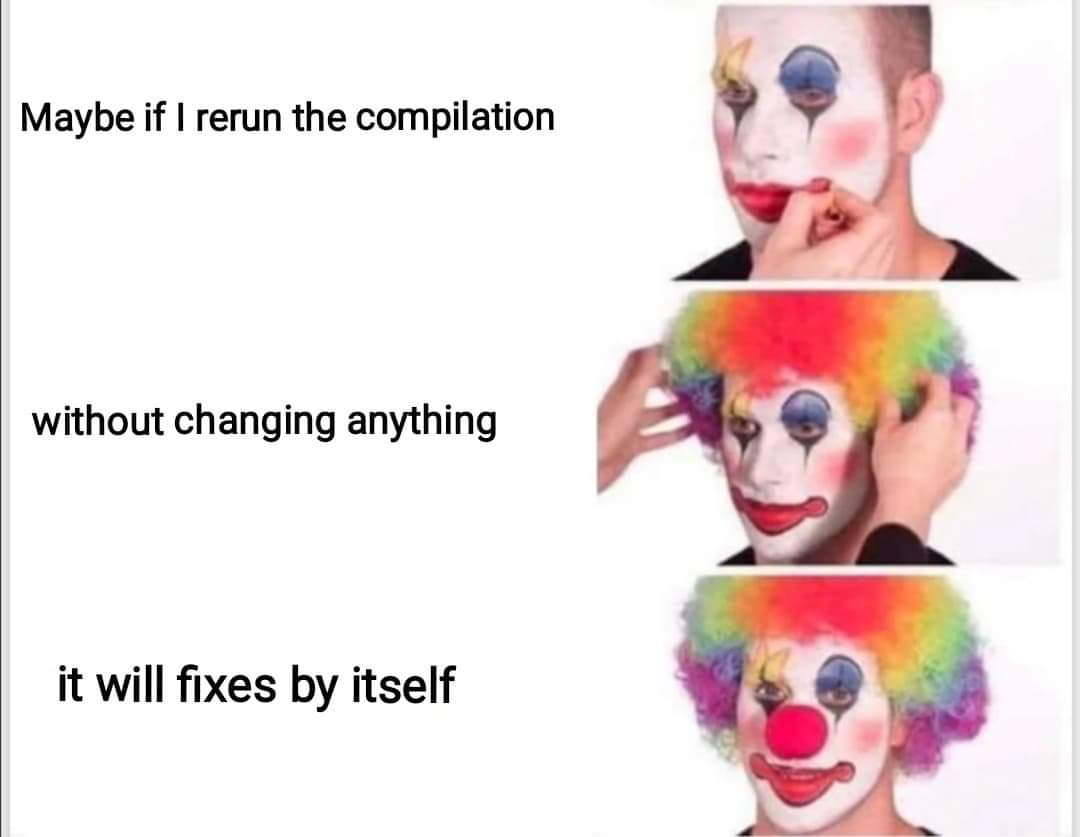 Maybe if I rerun the compilation
without changing anything
it will fixes by itself